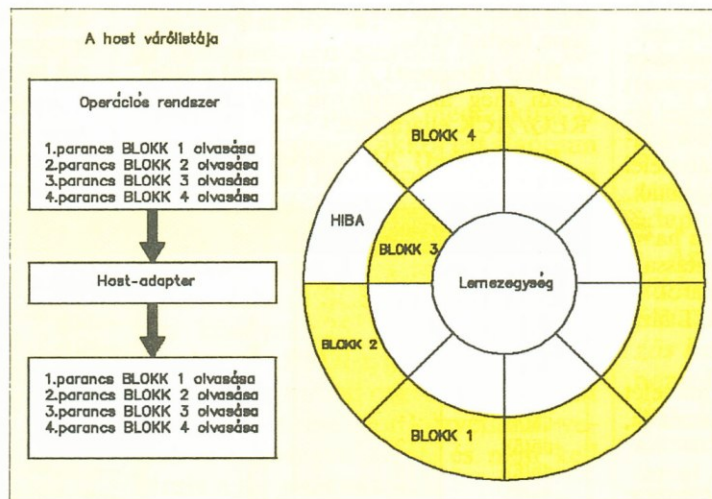 A host várólistája
Operációs rendszer
1.parancs BLOKK 1 olvasása
2.parancs BLOKK 2 olvasása
3.parancs BLOKK 3 olvasása
4.parancs BLOKK 4 olvasása
Host-adapter
1.parancs BLOKK 1 olvasása
2.parancs BLOKK 2 olvasása
3.parancs BLOKK 3 olvasása
4.parancs BLOKK 4 olvasása
BLOKK 4
HIBA
BLOKK 3
Lemezegység
BLOKK 2
BLOKK 1